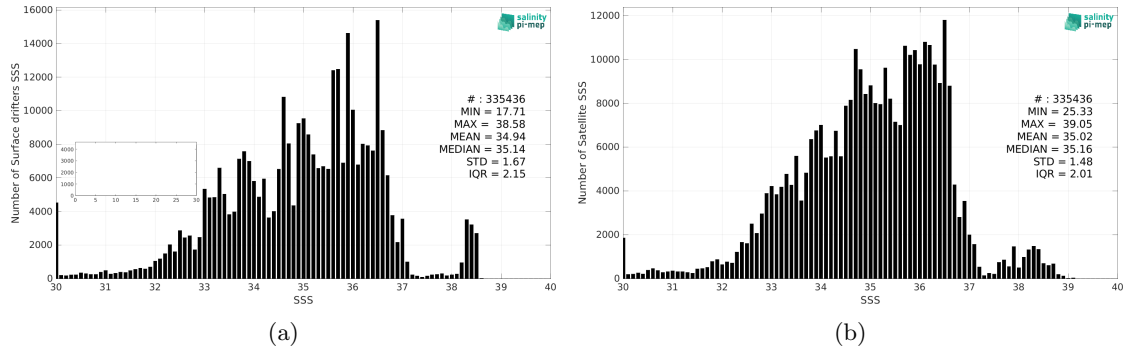 16000
14000
12000
10000
8000
6000
4000
2000
0
30 31 32 33 34 35 36 37 38 39 40
SSS
Number of Surface drifters SSS
salinity
pi-mep
# : 335436
MIN = 17.71
MAX = 38.58
MEAN = 34.94
MEDIAN = 35.14
STD = 1.67
IQR = 2.15
4000
3000
2000
1000
0
0 5 10 15 20 25 30
(a)
12000
10000
8000
6000
4000
2000
0
30 31 32 33 34 35 36 37 38 39 40
SSS
Number of Satellite SSS
salinity
pi-mep
# : 335436
MIN = 25.33
MAX = 39.05
MEAN = 35.02
MEDIAN = 35.16
STD = 1.48
IQR = 2.01
(b)